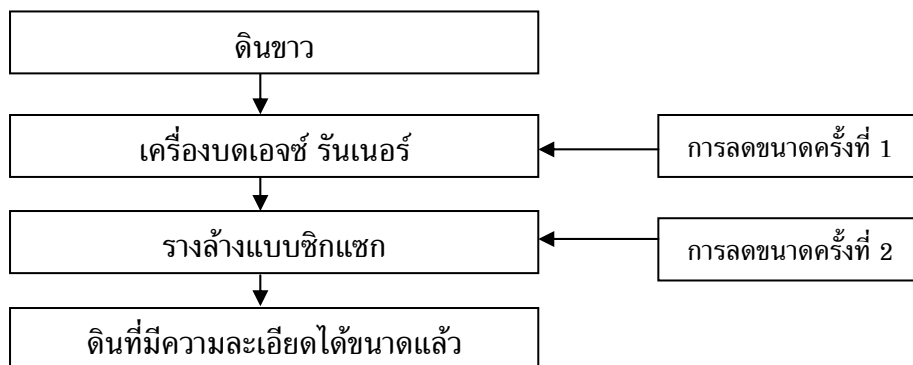 ดินขาว
เครื่องบดเอจซ์ รันเนอร์
การลดขนาดครั้งที่ 1
รางล้างแบบซิกแซก
การลดขนาดครั้งที่ 2
ดินที่มีความละเอียดได้ขนาดแล้ว